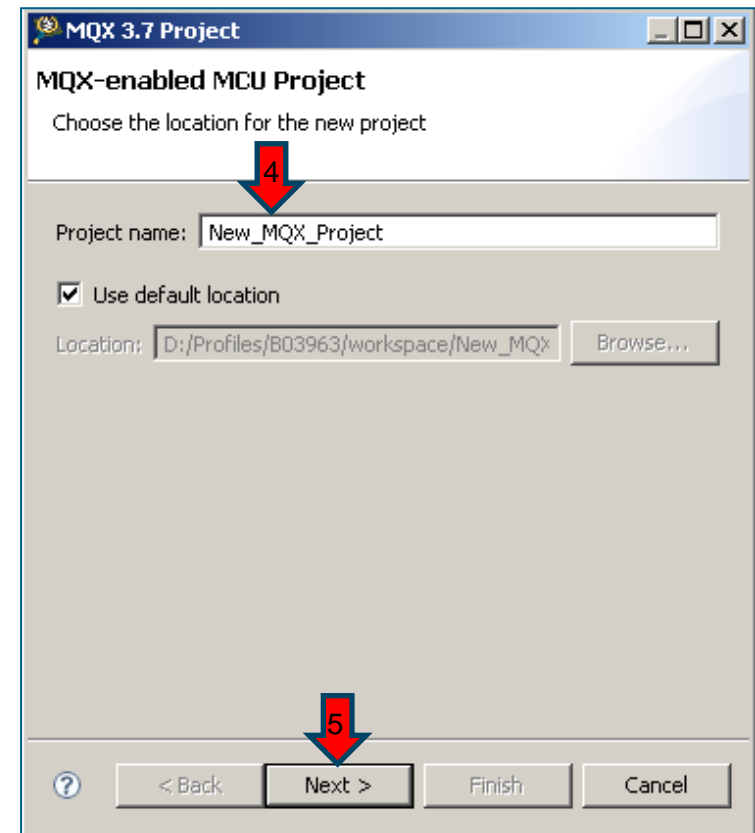 MQX 3.7 Project
MQX-enabled MCU Project
Choose the location for the new project
4
Project name: New_MQX_Project
Use default location
Location: D:/Profiles/B03963/workspace/New_MQX Browse...
5
? < Back Next > Finish Cancel